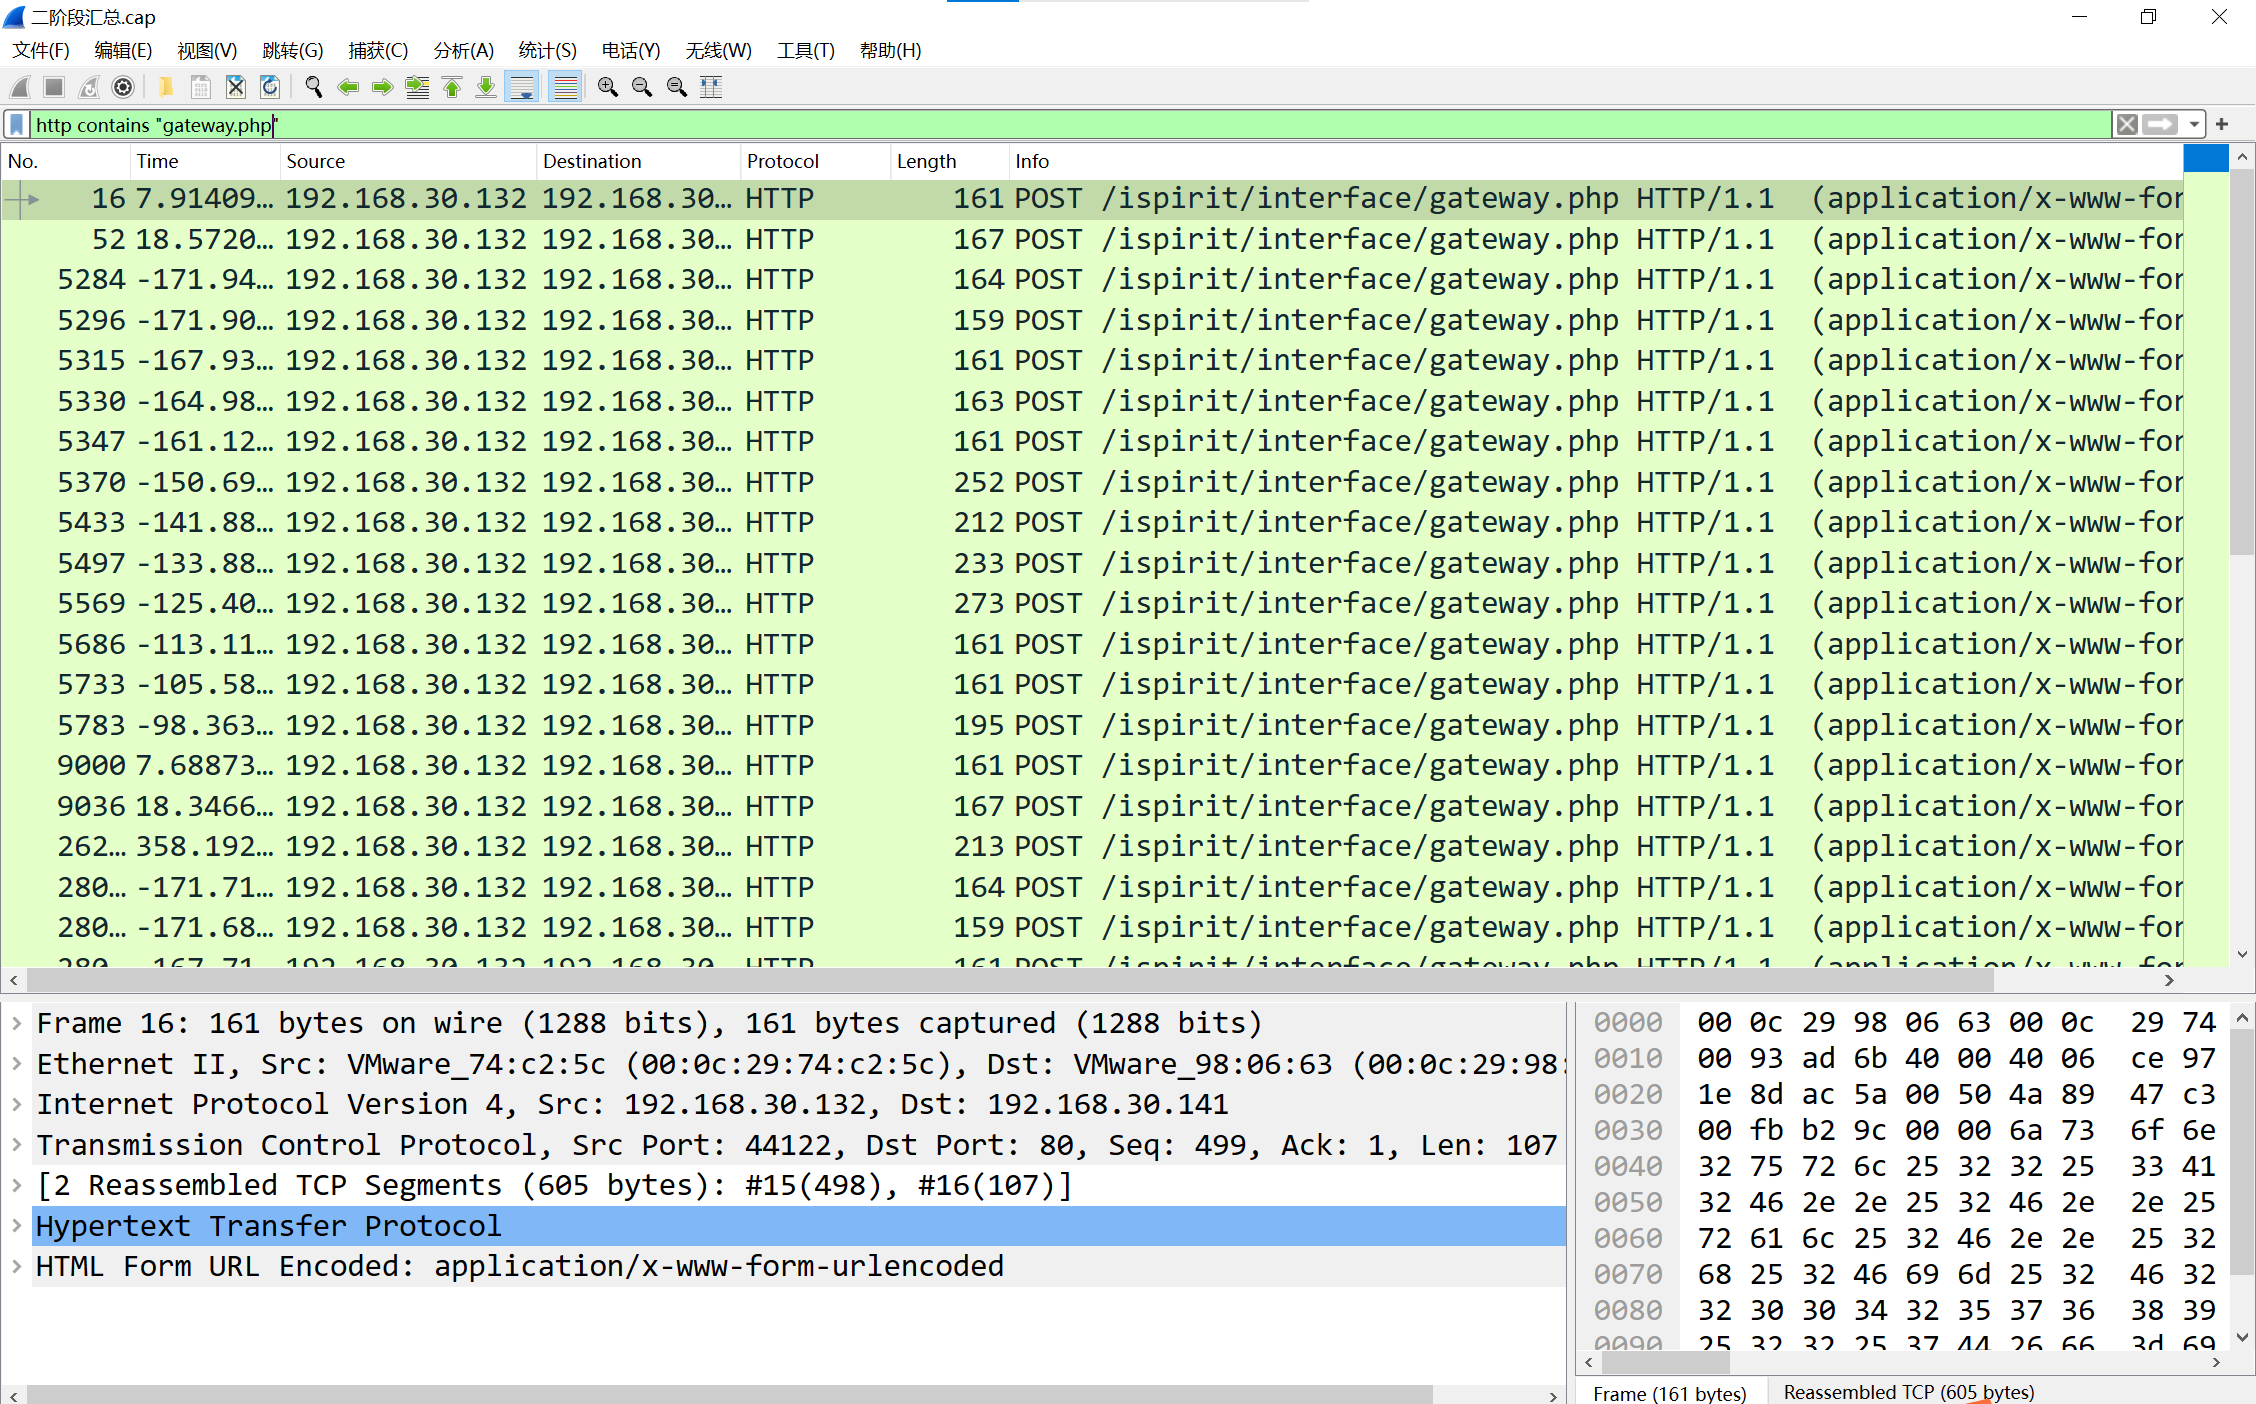 二阶段汇总.cap
文件(F) 编辑(E) 视图(V) 跳转(G) 捕获(C) 分析(A) 统计(S) 电话(Y) 无线(W) 工具(T) 帮助(H)
http contains "gateway.php"
No. Time Source Destination Protocol Length Info
16 7.91409… 192.168.30.132 192.168.30… HTTP 161 POST /ispirit/interface/gateway.php HTTP/1.1 (application/x-www-for
52 18.5720… 192.168.30.132 192.168.30… HTTP 167 POST /ispirit/interface/gateway.php HTTP/1.1 (application/x-www-for
5284 -171.94… 192.168.30.132 192.168.30… HTTP 164 POST /ispirit/interface/gateway.php HTTP/1.1 (application/x-www-for
5296 -171.90… 192.168.30.132 192.168.30… HTTP 159 POST /ispirit/interface/gateway.php HTTP/1.1 (application/x-www-for
5315 -167.93… 192.168.30.132 192.168.30… HTTP 161 POST /ispirit/interface/gateway.php HTTP/1.1 (application/x-www-for
5330 -164.98… 192.168.30.132 192.168.30… HTTP 163 POST /ispirit/interface/gateway.php HTTP/1.1 (application/x-www-for
5347 -161.12… 192.168.30.132 192.168.30… HTTP 161 POST /ispirit/interface/gateway.php HTTP/1.1 (application/x-www-for
5370 -150.69… 192.168.30.132 192.168.30… HTTP 252 POST /ispirit/interface/gateway.php HTTP/1.1 (application/x-www-for
5433 -141.88… 192.168.30.132 192.168.30… HTTP 212 POST /ispirit/interface/gateway.php HTTP/1.1 (application/x-www-for
5497 -133.88… 192.168.30.132 192.168.30… HTTP 233 POST /ispirit/interface/gateway.php HTTP/1.1 (application/x-www-for
5569 -125.40… 192.168.30.132 192.168.30… HTTP 273 POST /ispirit/interface/gateway.php HTTP/1.1 (application/x-www-for
5686 -113.11… 192.168.30.132 192.168.30… HTTP 161 POST /ispirit/interface/gateway.php HTTP/1.1 (application/x-www-for
5733 -105.58… 192.168.30.132 192.168.30… HTTP 161 POST /ispirit/interface/gateway.php HTTP/1.1 (application/x-www-for
5783 -98.363… 192.168.30.132 192.168.30… HTTP 195 POST /ispirit/interface/gateway.php HTTP/1.1 (application/x-www-for
9000 7.68873… 192.168.30.132 192.168.30… HTTP 161 POST /ispirit/interface/gateway.php HTTP/1.1 (application/x-www-for
9036 18.3466… 192.168.30.132 192.168.30… HTTP 167 POST /ispirit/interface/gateway.php HTTP/1.1 (application/x-www-for
262… 358.192… 192.168.30.132 192.168.30… HTTP 213 POST /ispirit/interface/gateway.php HTTP/1.1 (application/x-www-for
280… -171.71… 192.168.30.132 192.168.30… HTTP 164 POST /ispirit/interface/gateway.php HTTP/1.1 (application/x-www-for
280… -171.68… 192.168.30.132 192.168.30… HTTP 159 POST /ispirit/interface/gateway.php HTTP/1.1 (application/x-www-for
280… -167.71… 192.168.30.132 192.168.30… HTTP 161 POST /ispirit/interface/gateway.php HTTP/1.1 (application/x-www-for
Frame 16: 161 bytes on wire (1288 bits), 161 bytes captured (1288 bits)
Ethernet II, Src: VMware_74:c2:5c (00:0c:29:74:c2:5c), Dst: VMware_98:06:63 (00:0c:29:98:
Internet Protocol Version 4, Src: 192.168.30.132, Dst: 192.168.30.141
Transmission Control Protocol, Src Port: 44122, Dst Port: 80, Seq: 499, Ack: 1, Len: 107
[2 Reassembled TCP Segments (605 bytes): #15(498), #16(107)]
Hypertext Transfer Protocol
HTML Form URL Encoded: application/x-www-form-urlencoded
0000 00 0c 29 98 06 63 00 0c 29 74
0010 00 93 ad 6b 40 00 40 06 ce 97
0020 1e 8d ac 5a 00 50 4a 89 47 c3
0030 00 fb b2 9c 00 00 6a 73 6f 6e
0040 32 75 72 6c 25 32 32 25 33 41
0050 32 46 2e 2e 25 32 46 2e 2e 25
0060 72 61 6c 25 32 46 2e 2e 25 32
0070 68 25 32 46 69 6d 25 32 46 32
0080 32 30 30 34 32 35 37 36 38 39
0090 25 32 32 25 37 44 26 66 3d 69
Frame (161 bytes) Reassembled TCP (605 bytes)